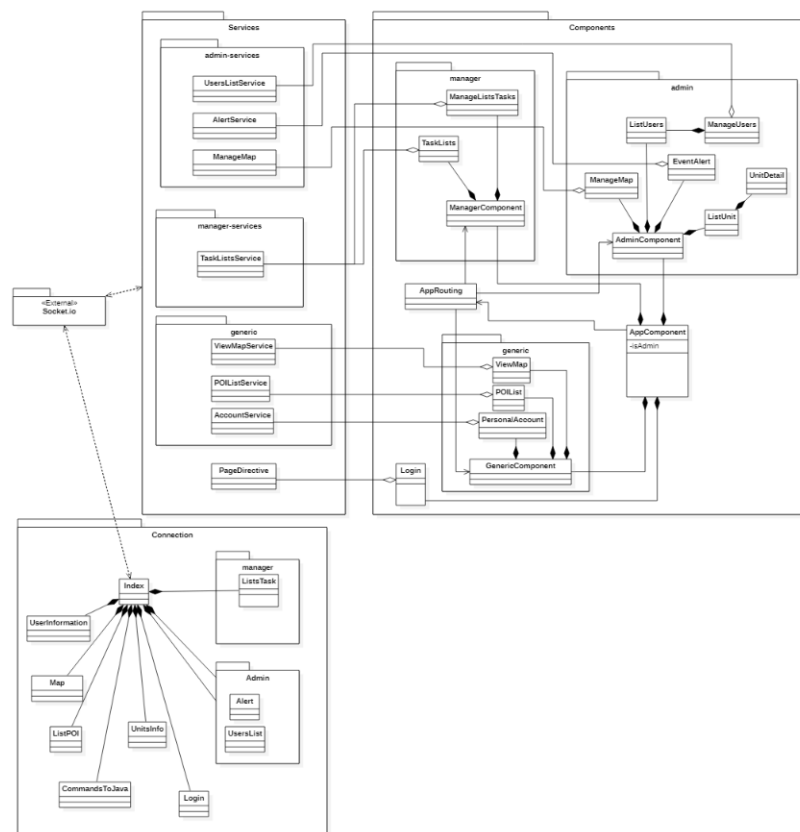 Services
admin-services
UsersListService
AlertService
ManageMap
manager-services
TaskListsService
generic
ViewMapService
POIListService
AccountService
PageDirective
Components
manager
ManageListsTasks
TaskLists
ManagerComponent
admin
ListUsers
ManageUsers
EventAlert
ManageMap
UnitDetail
ListUnit
AdminComponent
AppRouting
AppComponent
-isAdmin
generic
ViewMap
POIList
PersonalAccount
GenericComponent
Login
«External»
Socket.io
Connection
manager
ListsTask
Index
UserInformation
Map
ListPOI
UnitsInfo
CommandsToJava
Login
Admin
Alert
UsersList